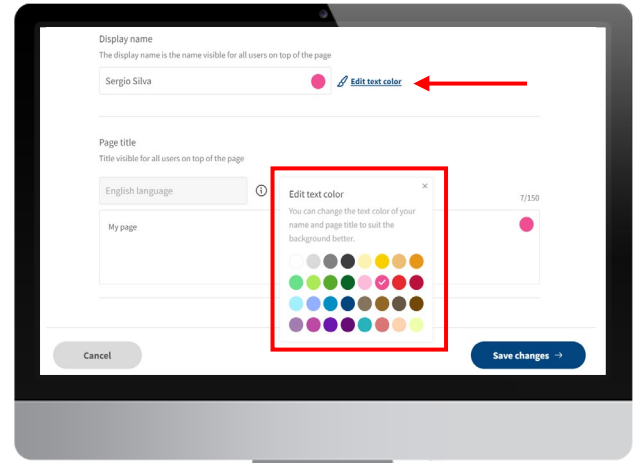 Display name
The display name is the name visible for all users on top of the page
Sergio Silva
Edit text color
Page title
Title visible for all users on top of the page
English language
7/150
My page
Edit text color
You can change the text color of your
name and page title to suit the
background better.
Cancel
Save changes →